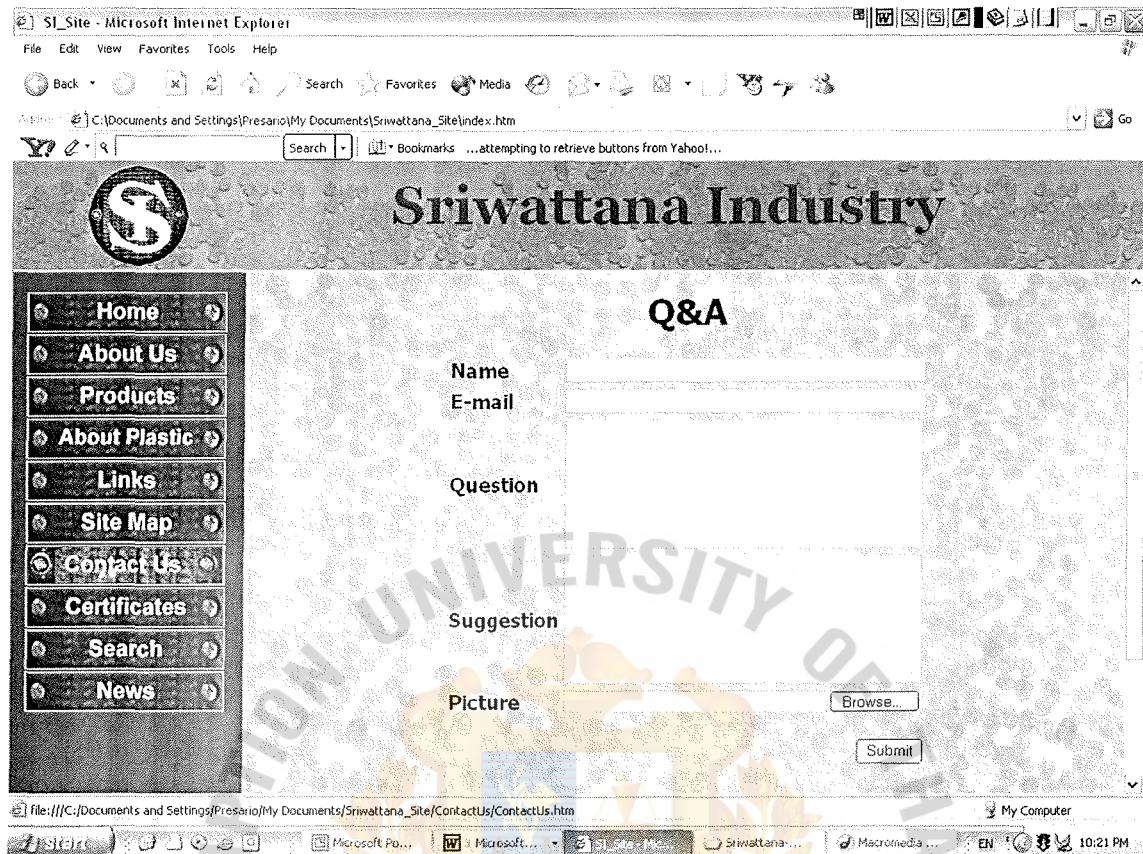 SI_Site - Microsoft Internet Explorer
File Edit View Favorites Tools Help
Back Search Favorites Media
C:\Documents and Settings\Presario\My Documents\Sriwattana_Site\index.htm Go
Y? Search Bookmarks ...attempting to retrieve buttons from Yahoo!...
S Sriwattana Industry
Home
About Us
Products
About Plastic
Links
Site Map
Contact Us
Certificates
Search
News
Q&A
Name
E-mail
Question
Suggestion
Picture Browse...
Submit
UNIVERSITY OF
file:///C:/Documents and Settings/Presario/My Documents/Sriwattana_Site/ContactUs/ContactUs.htm My Computer
start Microsoft Po... Microsoft... SI_Site - Mic... Sriwattana-... Macromedia ... EN 10:21 PM